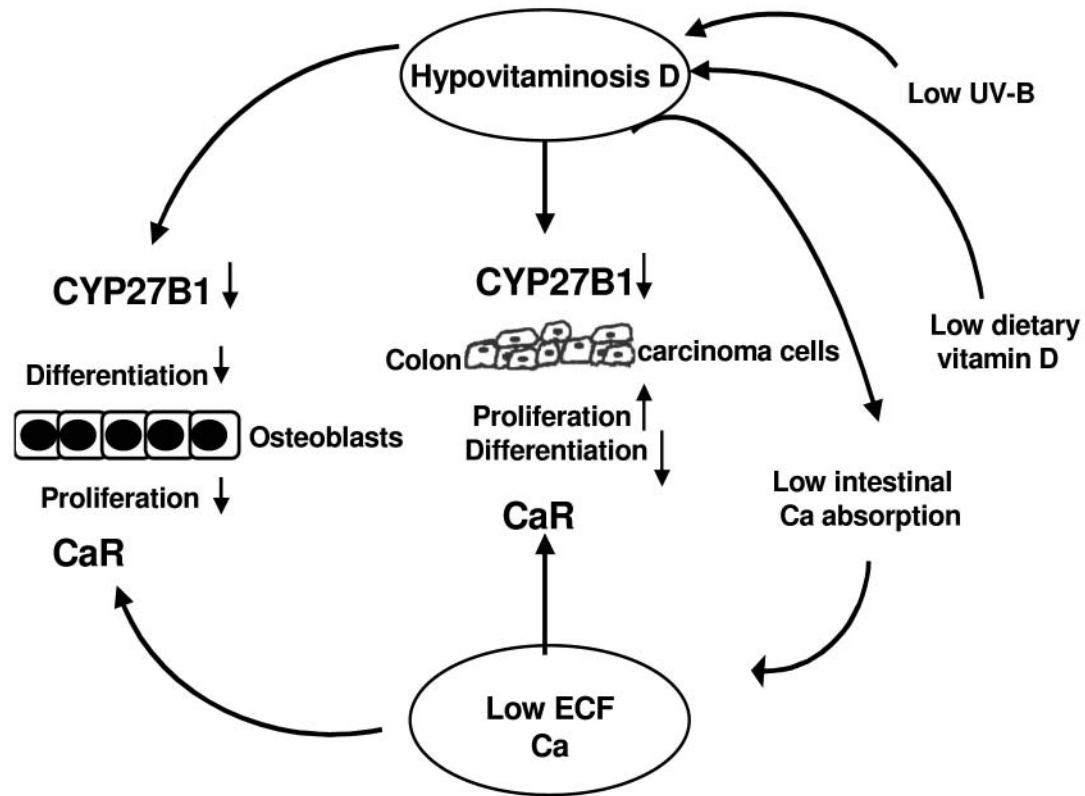 Hypovitaminosis D
Low UV-B
CYP27B1
CYP27B1
Low dietary
vitamin D
Differentiation
Colon
carcinoma cells
Osteoblasts
Proliferation
Differentiation
Proliferation
CaR
Low intestinal
Ca absorption
CaR
Low ECF
Ca